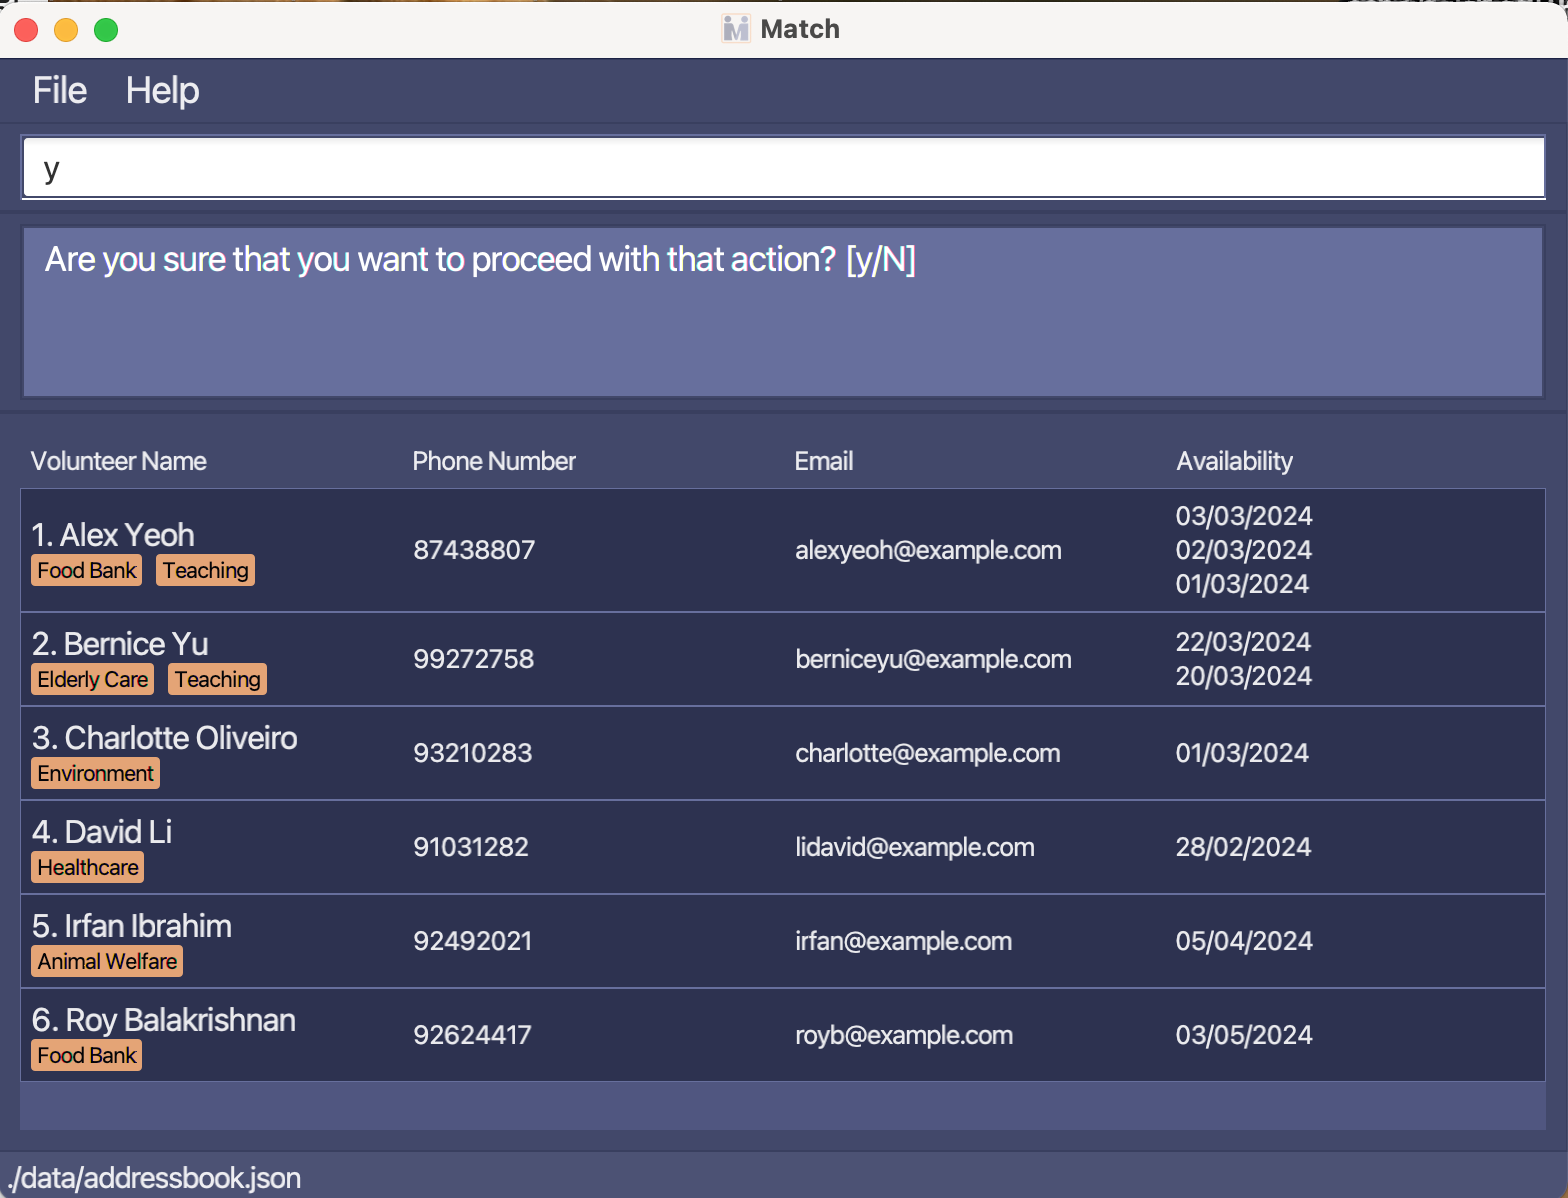 Match
File Help
y
Are you sure that you want to proceed with that action? [y/N]
Volunteer Name Phone Number Email Availability
1. Alex Yeoh
Food Bank Teaching
87438807
alexyeoh@example.com
03/03/2024
02/03/2024
01/03/2024
2. Bernice Yu
Elderly Care Teaching
99272758
berniceyu@example.com
22/03/2024
20/03/2024
3. Charlotte Oliveiro
Environment
93210283
charlotte@example.com
01/03/2024
4. David Li
Healthcare
91031282
lidavid@example.com
28/02/2024
5. Irfan Ibrahim
Animal Welfare
92492021
irfan@example.com
05/04/2024
6. Roy Balakrishnan
Food Bank
92624417
royb@example.com
03/05/2024
./data/addressbook.json